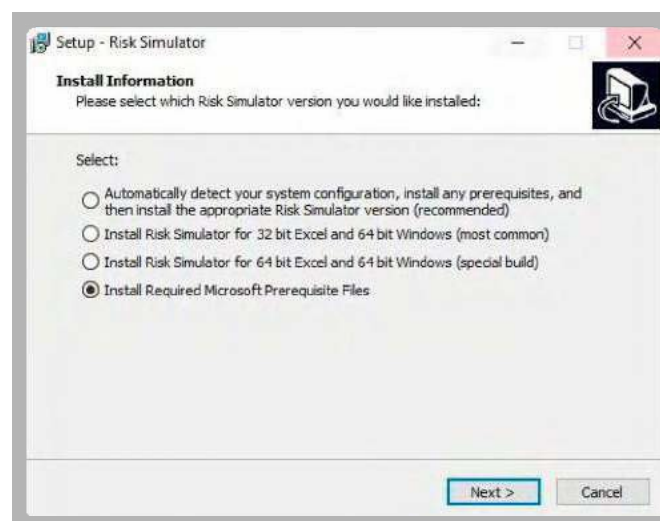 Setup - Risk Simulator
Install Information
Please select which Risk Simulator version you would like installed:
Select:
Automatically detect your system configuration, install any prerequisites, and
then install the appropriate Risk Simulator version (recommended)
Install Risk Simulator for 32 bit Excel and 64 bit Windows (most common)
Install Risk Simulator for 64 bit Excel and 64 bit Windows (special build)
Install Required Microsoft Prerequisite Files
Next >
Cancel